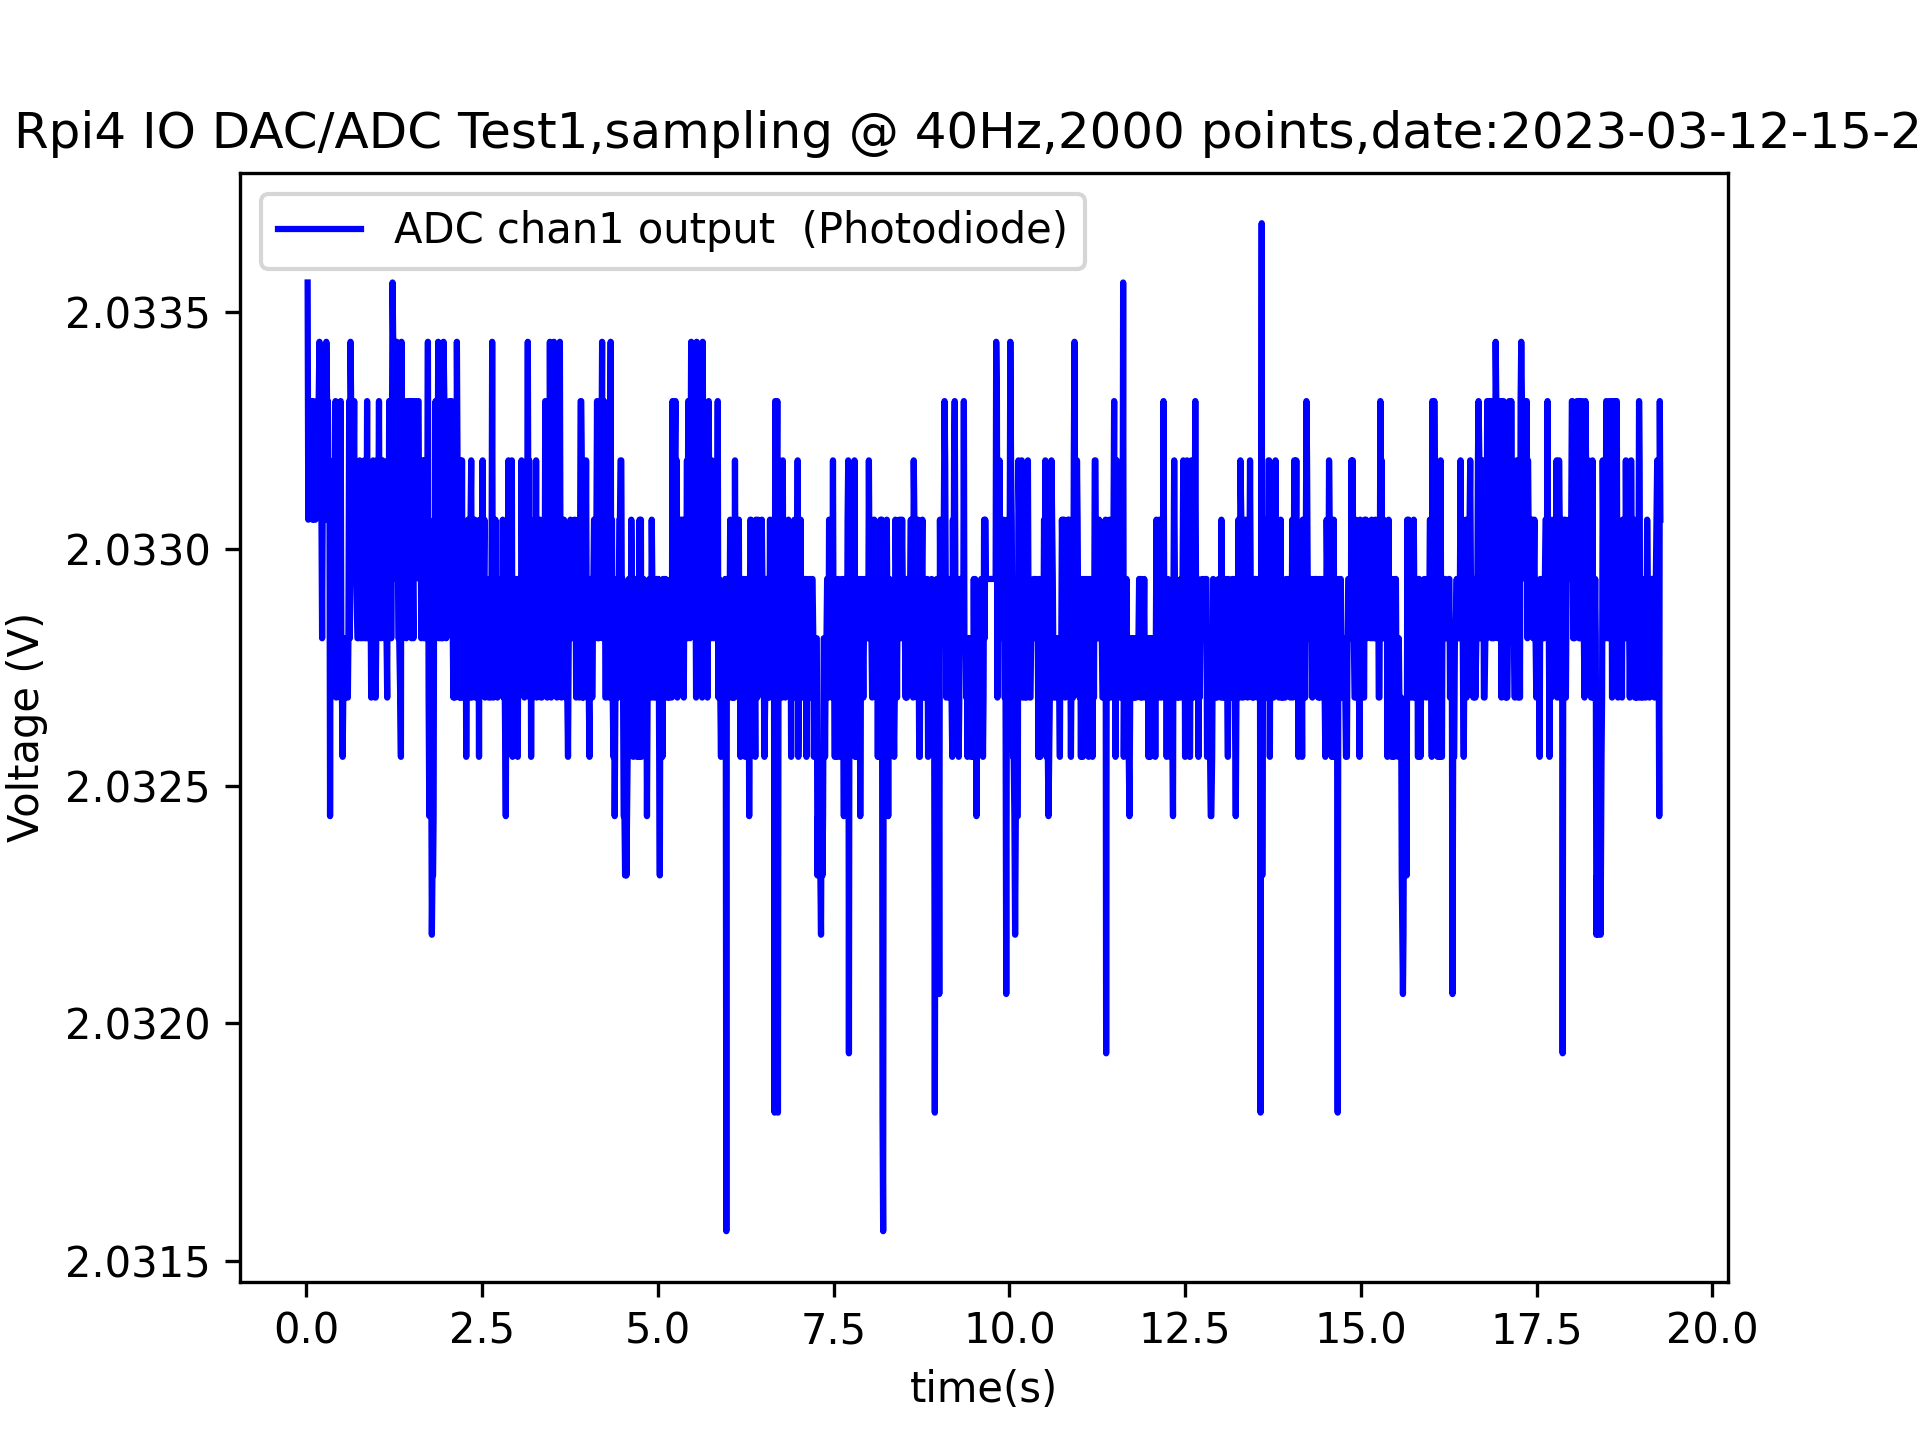 Rpi4 IO DAC/ADC Test1,sampling @ 40Hz,2000 points,date:2023-03-12-15-2
ADC chan1 output  (Photodiode)
Voltage (V)
2.0335
2.0330
2.0325
2.0320
2.0315
0.0 2.5 5.0 7.5 10.0 12.5 15.0 17.5 20.0
time(s)